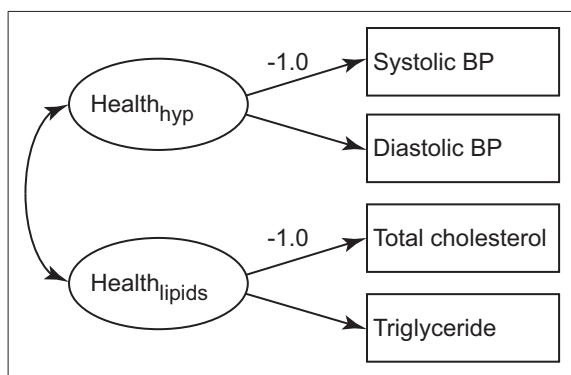 -1.0
Systolic BP
Health_hyp
Diastolic BP
-1.0
Total cholesterol
Health_lipids
Triglyceride